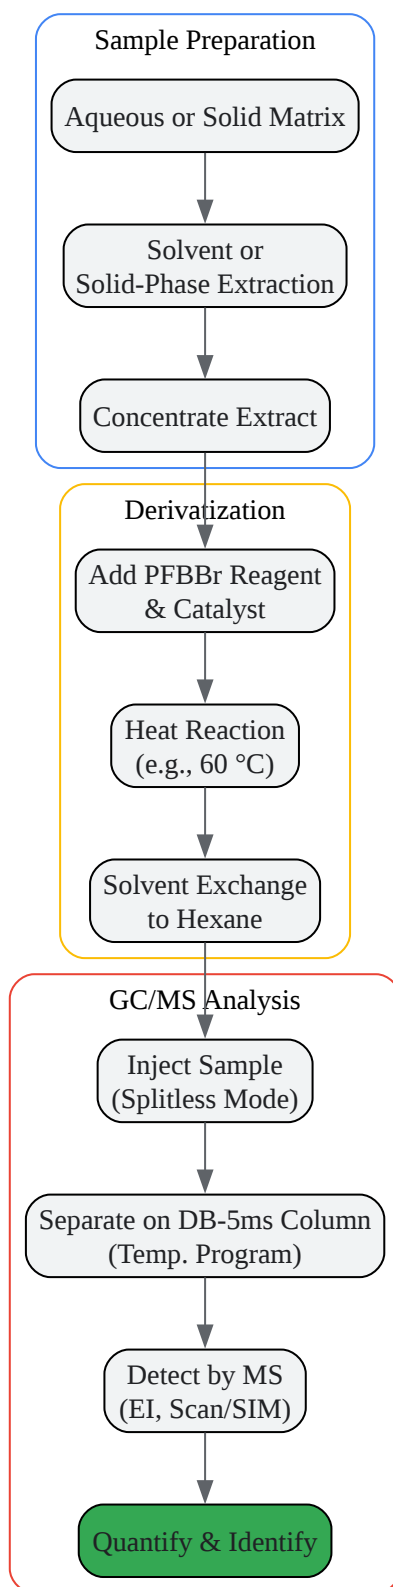 Sample Preparation
Aqueous or Solid Matrix
Solvent or
Solid-Phase Extraction
Concentrate Extract
Derivatization
Add PFBBr Reagent
& Catalyst
Heat Reaction
(e.g., 60 °C)
Solvent Exchange
to Hexane
GC/MS Analysis
Inject Sample
(Splitless Mode)
Separate on DB-5ms Column
(Temp. Program)
Detect by MS
(EI, Scan/SIM)
Quantify & Identify